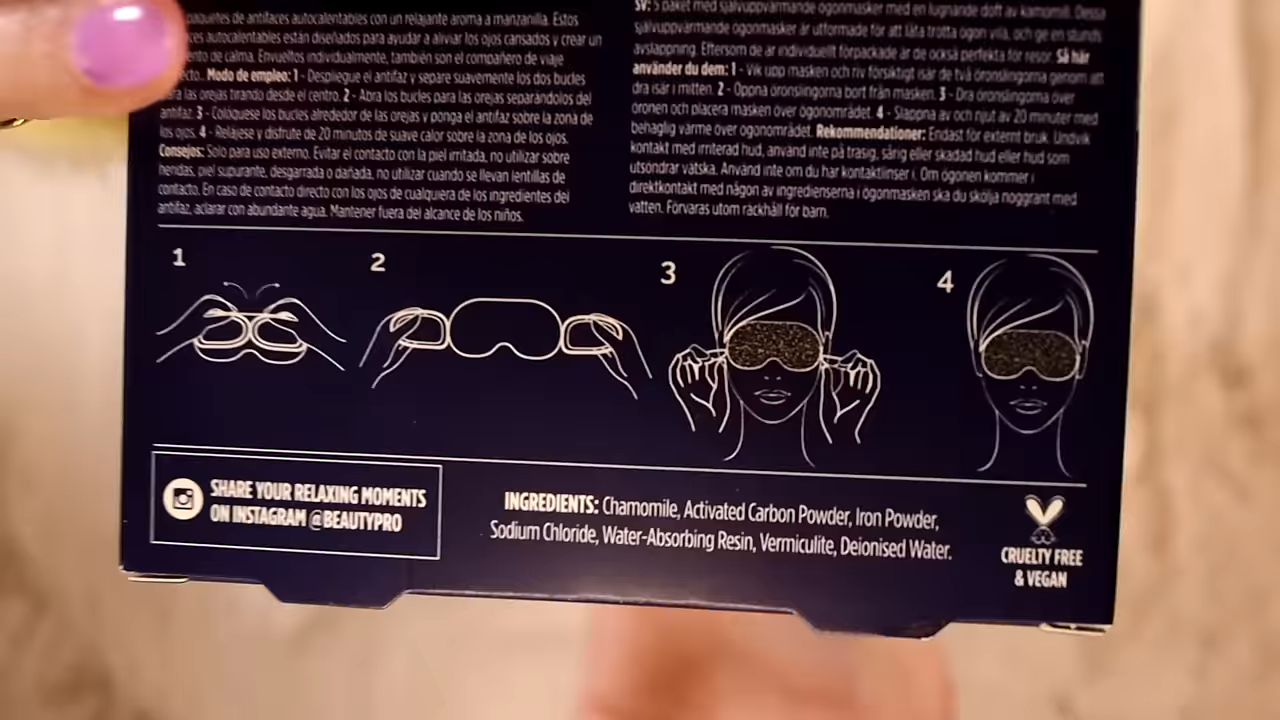 paquetes de antifaces autocalentables con un relajante aroma a manzanilla. Estos
autocalentables están diseñados para ayudar a aliviar los ojos cansados y crear un
de calma. Envueltos individualmente, también son el compañero de viaje
Modo de empleo: 1 - Despliegue el antifaz y separe suavemente los dos bucles
para las orejas tirando desde el centro. 2 - Abra los bucles para las orejas separándolos del
antifaz. 3 - Colóquese los bucles alrededor de las orejas y ponga el antifaz sobre la zona de
los ojos. 4 - Relájese y disfrute de 20 minutos de suave calor sobre la zona de los ojos.
Consejos: Solo para uso externo. Evitar el contacto con la piel irritada, no utilizar sobre
heridas, piel supurante, desgarrada o dañada, no utilizar cuando se llevan lentillas de
contacto. En caso de contacto directo con los ojos de cualquiera de los ingredientes del
antifaz, aclarar con abundante agua. Mantener fuera del alcance de los niños.
SV: 5 paket med självuppvärmande ögonmasker med en lugnande doft av kamomill. Dessa
självuppvärmande ögonmasker är utformade för att låta trötta ögon vila, och ge en stunds
avslappning. Eftersom de är individuellt förpackade är de också perfekta för resor. Så här
använder du dem: 1 - Vik upp masken och riv försiktigt isär de två öronslingorna genom att
dra isär i mitten. 2 - Öppna öronslingorna bort från masken. 3 - Dra öronslingorna över
öronen och placera masken över ögonområdet. 4 - Slappna av och njut av 20 minuter med
behaglig värme över ögonområdet. Rekommendationer: Endast för externt bruk. Undvik
kontakt med irriterad hud, använd inte på trasig, sårig eller skadad hud eller hud som
utsöndrar vätska. Använd inte om du har kontaktlinser i. Om ögonen kommer i
direktkontakt med någon av ingredienserna i ögonmasken ska du skölja noggrant med
vatten. Förvaras utom räckhåll för barn.
1
2
3
4
SHARE YOUR RELAXING MOMENTS
ON INSTAGRAM @BEAUTYPRO
INGREDIENTS: Chamomile, Activated Carbon Powder, Iron Powder,
Sodium Chloride, Water-Absorbing Resin, Vermiculite, Deionised Water.
CRUELTY FREE
& VEGAN